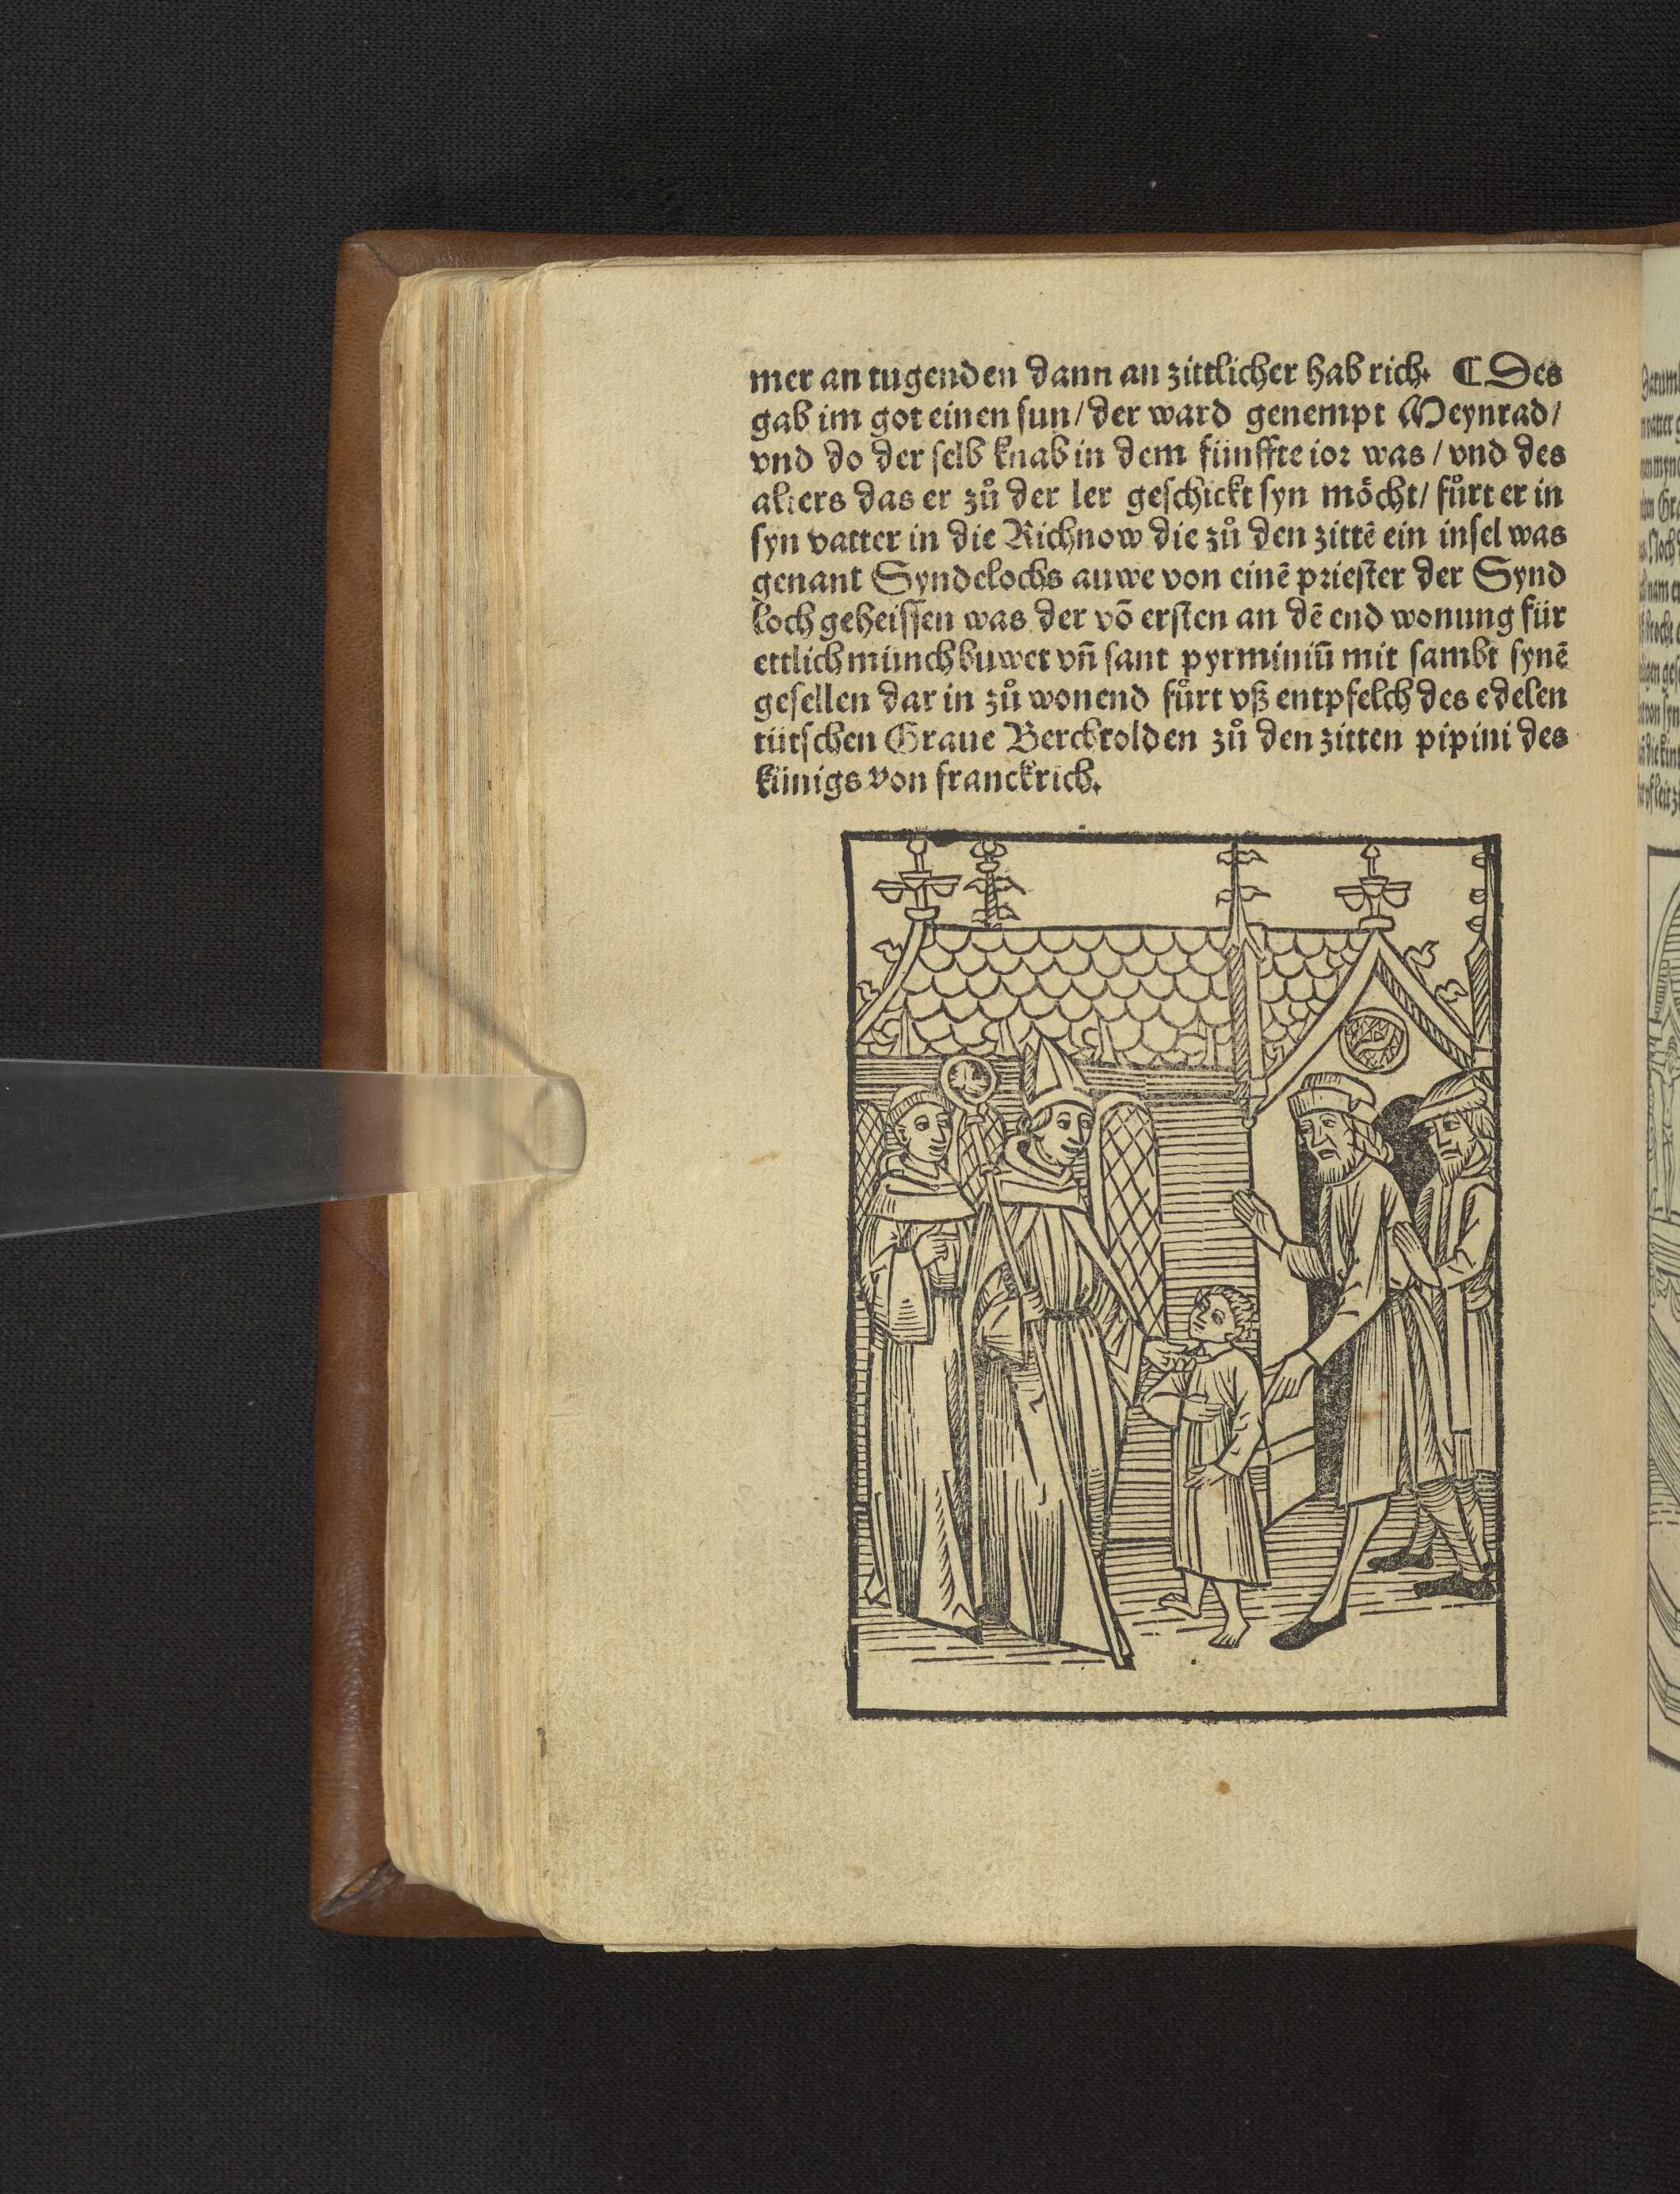 mer an tugenden dann an zittlicher hab rich. ¶ Des
gab im got einen sun/ der ward genempt Meynrad/
vnd do der selb knab in dem fünffte ior was / vnd des
alters das er zů der ler geschickt syn möcht/ fůrt er in
syn vatter in die Richnow die zů den zittē ein insel was
genant Syndelochs auwe von einē priester der Synd
loch geheissen was der vō ersten an dē end wonung für
ettlich münch buwet vn̄ sant pyrminiū mit sambt synē
gesellen dar in zů wonend fůrt vß entpfelch des edelen
tütschen Graue Berchtolden zů den zitten pipini des
künigs von franckrich.